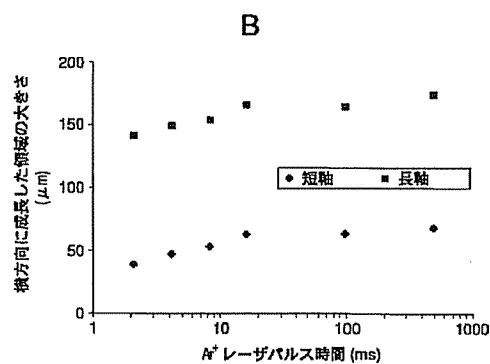 B
横方向に成長した領域の大きさ
(μm)
200
150
100
50
0
短軸 長軸
1 10 100 1000
Ar+ レーザパルス時間 (ms)